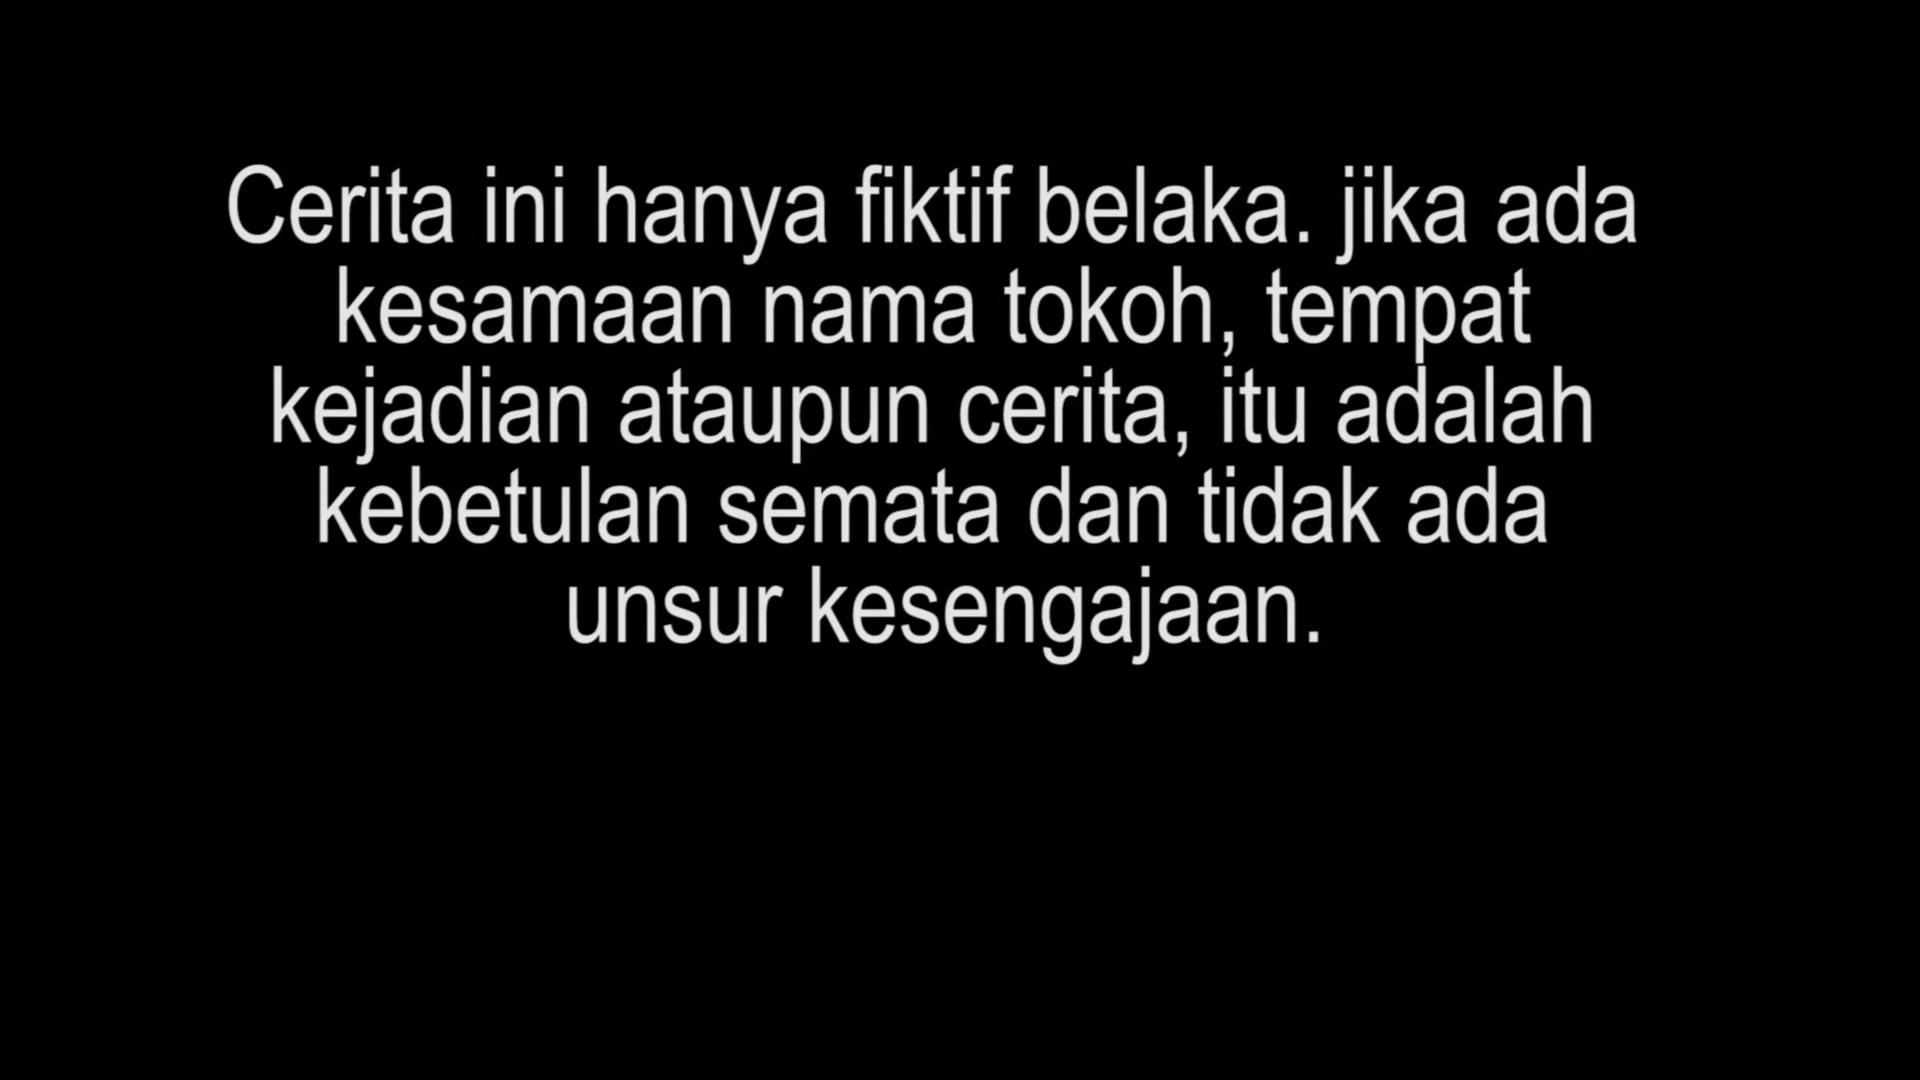 Cerita ini hanya fiktif belaka. jika ada
kesamaan nama tokoh, tempat
kejadian ataupun cerita, itu adalah
kebetulan semata dan tidak ada
unsur kesengajaan.